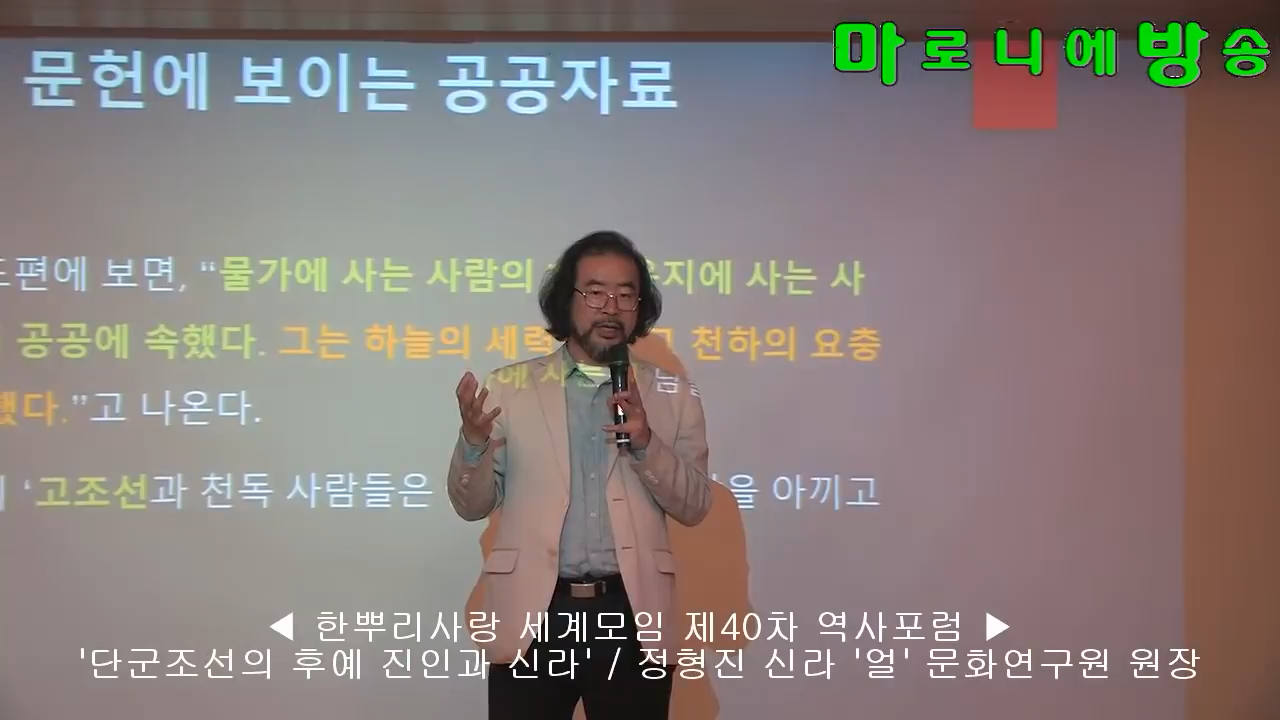 마로니에방송
문헌에 보이는 공공자료
편에 보면, “물가에 사는 사람의 지에 사는 사
공공에 속했다. 그는 하늘의 세력 고 천하의 요충
했다.”고 나온다.
‘고조선과 천독 사람들은 을 아끼고
◀ 한뿌리사랑 세계모임 제40차 역사포럼 ▶
'단군조선의 후예 진인과 신라' / 정형진 신라 '얼' 문화연구원 원장